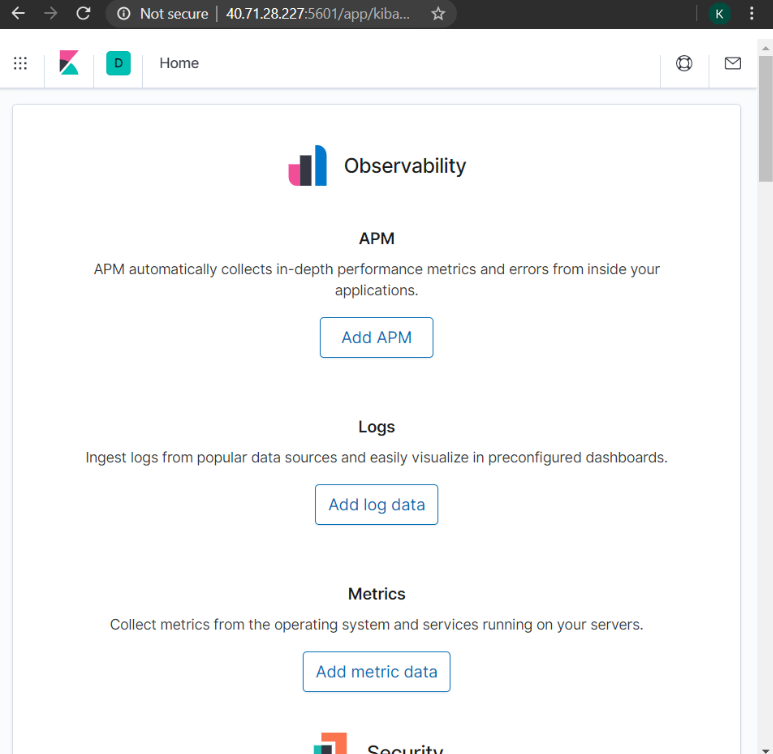 Not secure | 40.71.28.227:5601/app/kiba...
K
D
Home
Observability
APM
APM automatically collects in-depth performance metrics and errors from inside your
applications.
Add APM
Logs
Ingest logs from popular data sources and easily visualize in preconfigured dashboards.
Add log data
Metrics
Collect metrics from the operating system and services running on your servers.
Add metric data
Security